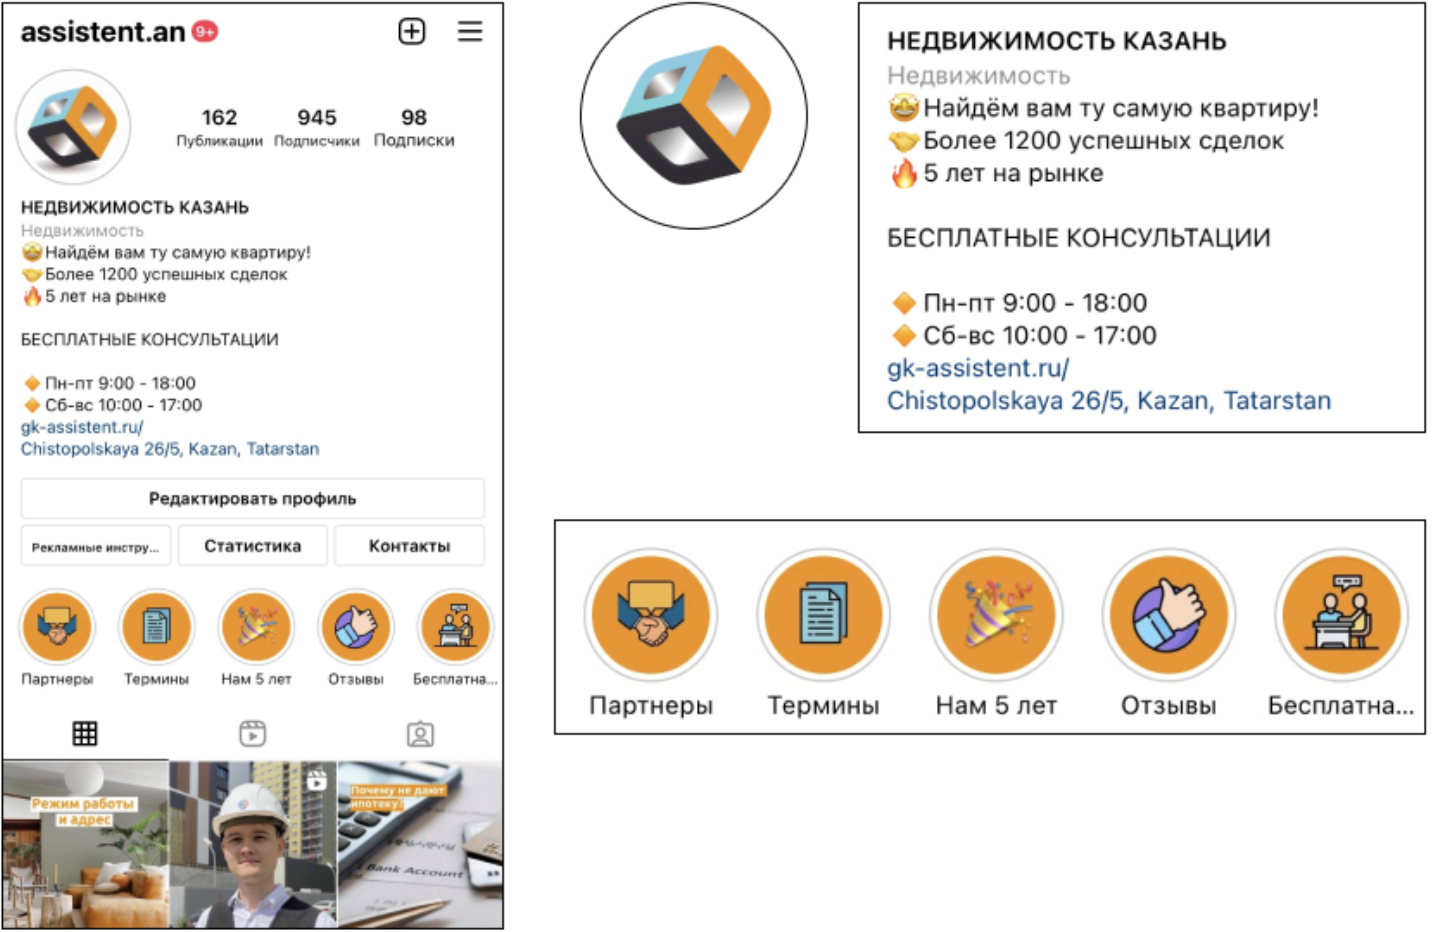 assistent.an 9+
162 945 98
Публикации Подписчики Подписки
НЕДВИЖИМОСТЬ КАЗАНЬ
Недвижимость
🤩Найдём вам ту самую квартиру!
🤝Более 1200 успешных сделок
🔥5 лет на рынке
БЕСПЛАТНЫЕ КОНСУЛЬТАЦИИ
🔸Пн-пт 9:00 - 18:00
🔸Сб-вс 10:00 - 17:00
gk-assistent.ru/
Chistopolskaya 26/5, Kazan, Tatarstan
Редактировать профиль
Рекламные инстру... Статистика Контакты
Партнеры Термины Нам 5 лет Отзывы Бесплатна...
Режим работы
и адрес
Почему не дают
ипотеку?
Bank Account
НЕДВИЖИМОСТЬ КАЗАНЬ
Недвижимость
🤩Найдём вам ту самую квартиру!
🤝Более 1200 успешных сделок
🔥5 лет на рынке
БЕСПЛАТНЫЕ КОНСУЛЬТАЦИИ
🔸Пн-пт 9:00 - 18:00
🔸Сб-вс 10:00 - 17:00
gk-assistent.ru/
Chistopolskaya 26/5, Kazan, Tatarstan
Партнеры Термины Нам 5 лет Отзывы Бесплатна...